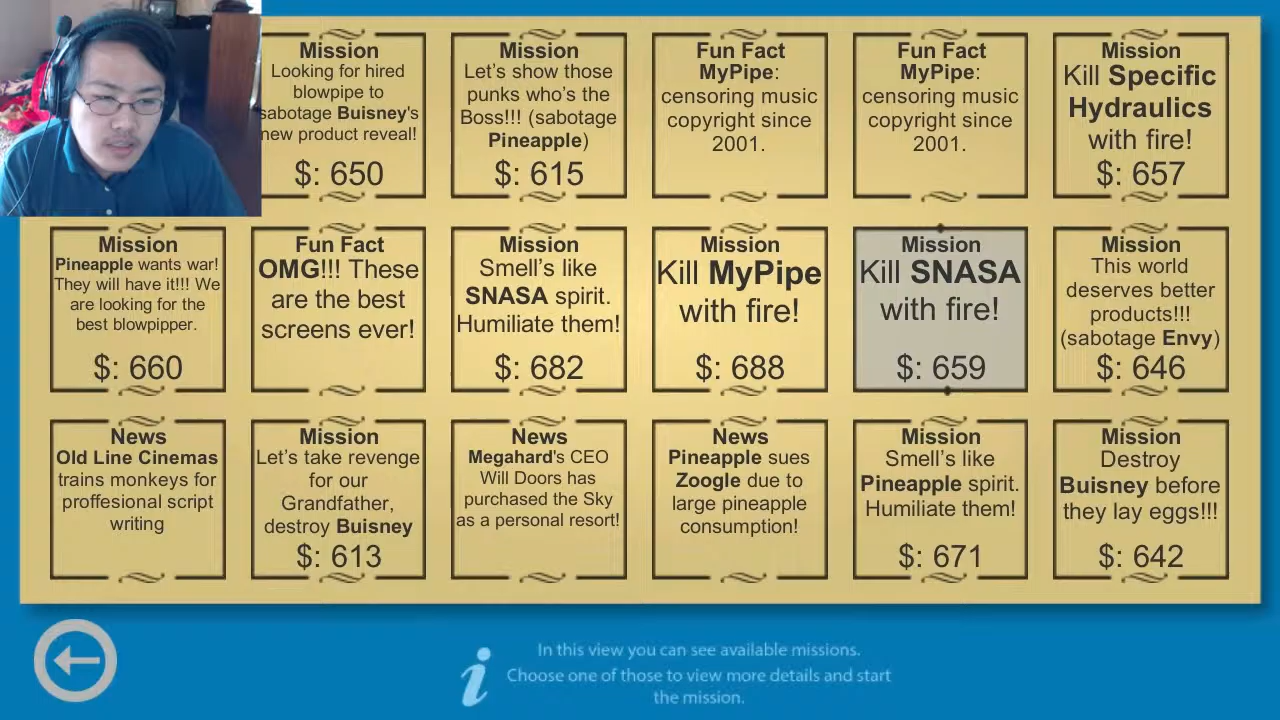 Mission
Looking for hired
blowpipe to
sabotage Buisney's
new product reveal!
$: 650
Mission
Let's show those
punks who's the
Boss!!! (sabotage
Pineapple)
$: 615
Fun Fact
MyPipe:
censoring music
copyright since
2001.
Fun Fact
MyPipe:
censoring music
copyright since
2001.
Mission
Kill Specific
Hydraulics
with fire!
$: 657
Mission
Pineapple wants war!
They will have it!!! We
are looking for the
best blowpipper.
$: 660
Fun Fact
OMG!!! These
are the best
screens ever!
Mission
Smell's like
SNASA spirit.
Humiliate them!
$: 682
Mission
Kill MyPipe
with fire!
$: 688
Mission
Kill SNASA
with fire!
$: 659
Mission
This world
deserves better
products!!!
(sabotage Envy)
$: 646
News
Old Line Cinemas
trains monkeys for
proffesional script
writing
Mission
Let's take revenge
for our
Grandfather,
destroy Buisney
$: 613
News
Megahard's CEO
Will Doors has
purchased the Sky
as a personal resort!
News
Pineapple sues
Zoogle due to
large pineapple
consumption!
Mission
Smell's like
Pineapple spirit.
Humiliate them!
$: 671
Mission
Destroy
Buisney before
they lay eggs!!!
$: 642
In this view you can see available missions.
Choose one of those to view more details and start
the mission.